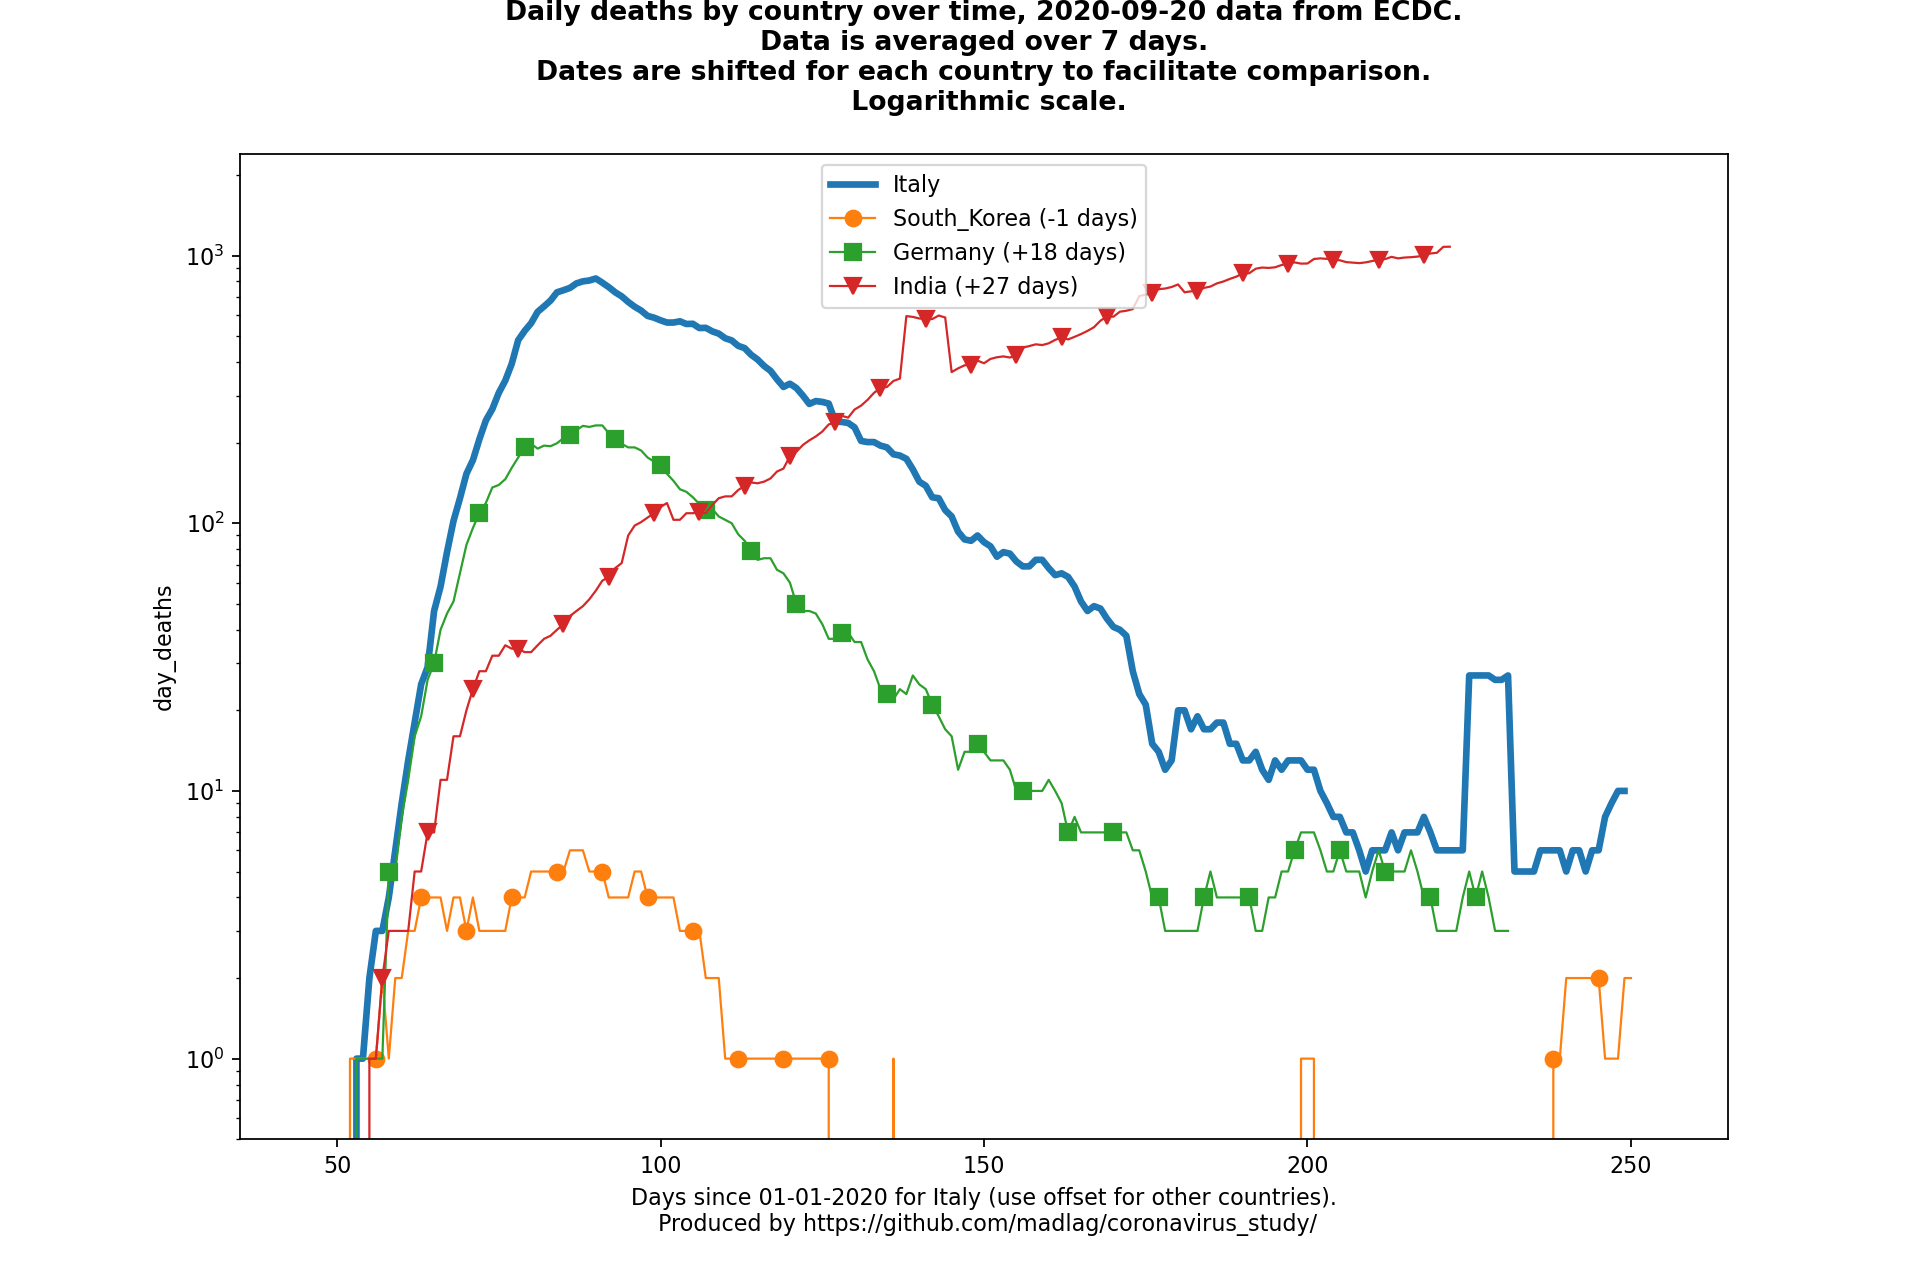 Daily deaths by country over time, 2020-09-20 data from ECDC.
Data is averaged over 7 days.
Dates are shifted for each country to facilitate comparison.
Logarithmic scale.
Italy
South_Korea (-1 days)
Germany (+18 days)
India (+27 days)
10³
10²
10¹
10⁰
day_deaths
50 100 150 200 250
Days since 01-01-2020 for Italy (use offset for other countries).
Produced by https://github.com/madlag/coronavirus_study/